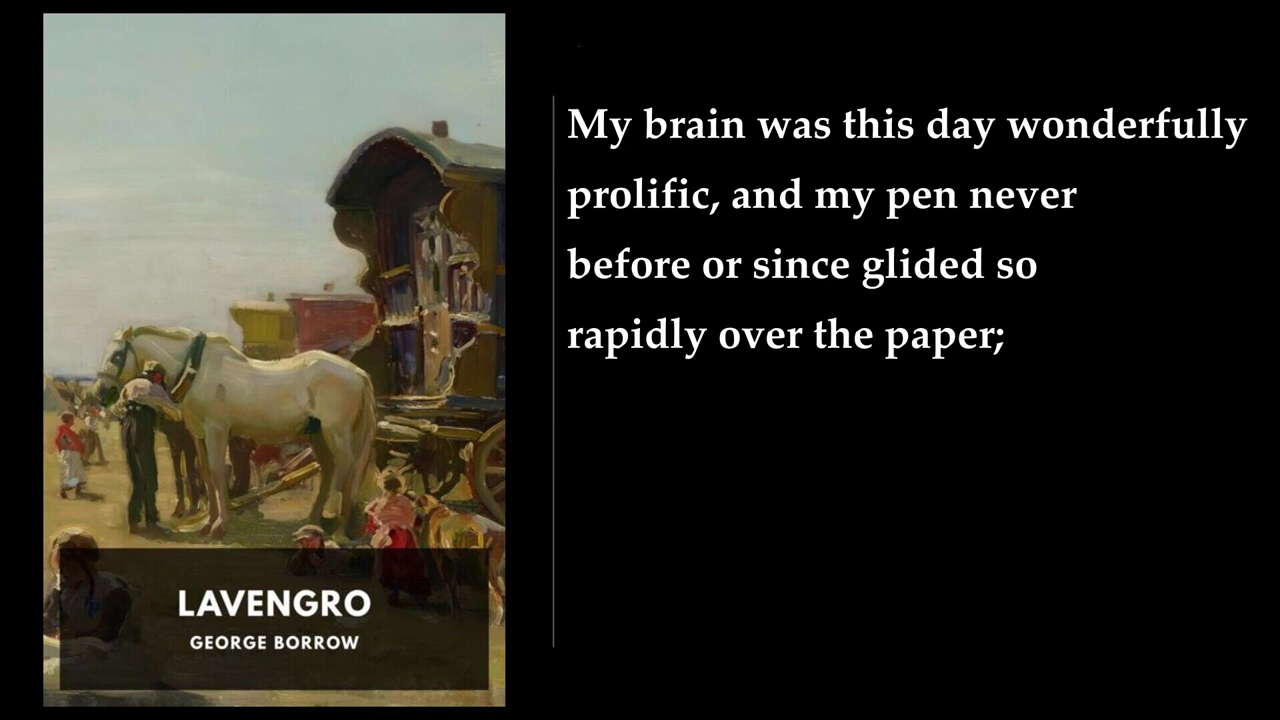 LAVENGRO
GEORGE BORROW
My brain was this day wonderfully
prolific, and my pen never
before or since glided so
rapidly over the paper;